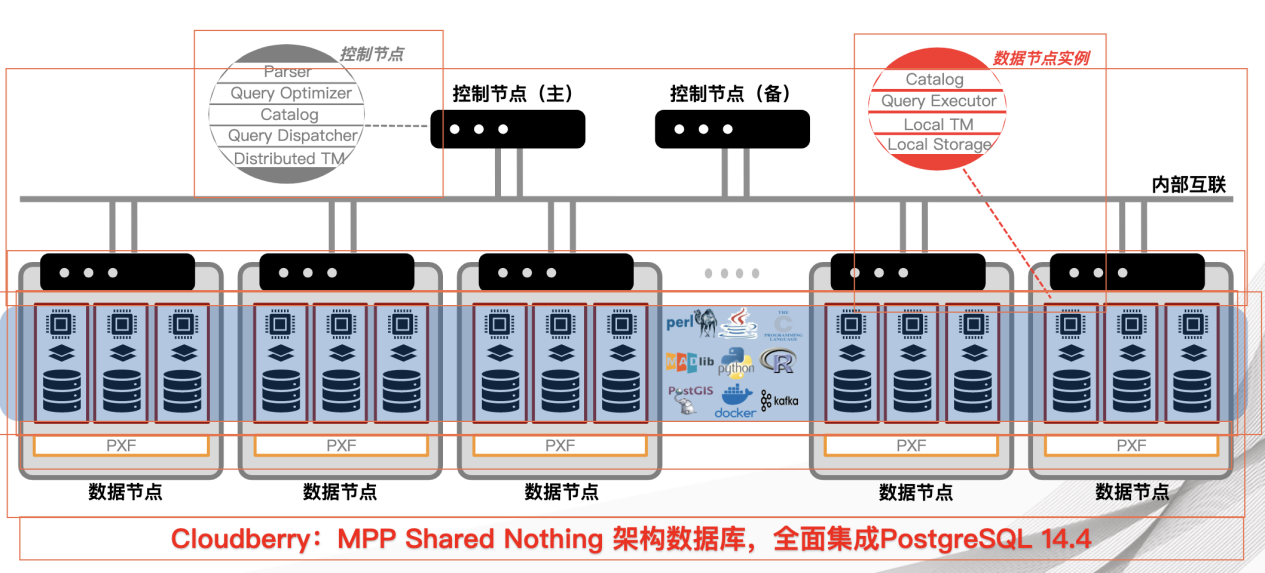 控制节点
Parser
Query Optimizer
Catalog
Query Dispatcher
Distributed TM
控制节点（主）
控制节点（备）
数据节点实例
Catalog
Query Executor
Local TM
Local Storage
内部互联
perl
THE
C
PROGRAMMING
LANGUAGE
MADlib
python
R
PostGIS
docker
kafka
PXF
PXF
PXF
PXF
PXF
数据节点
数据节点
数据节点
数据节点
数据节点
Cloudberry：MPP Shared Nothing 架构数据库，全面集成PostgreSQL 14.4